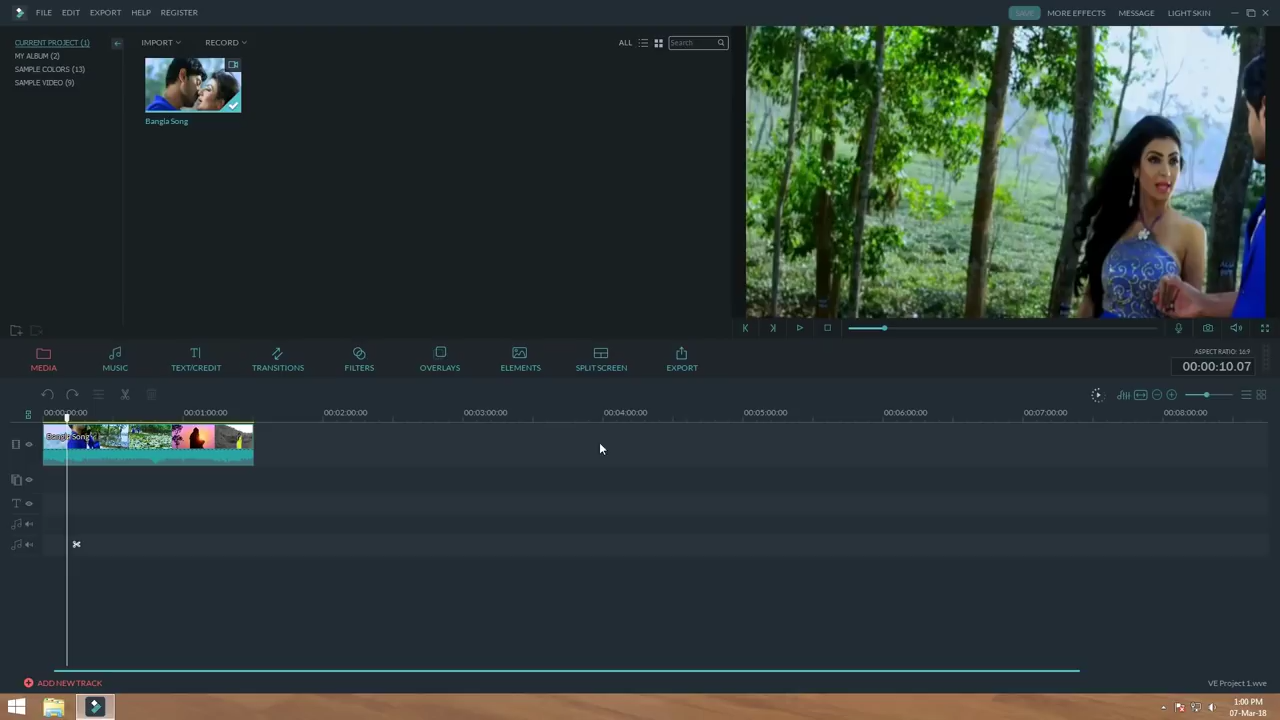 FILE EDIT EXPORT HELP REGISTER SAVE MORE EFFECTS MESSAGE LIGHT SKIN
CURRENT PROJECT (1)
MY ALBUM (2)
SAMPLE COLORS (13)
SAMPLE VIDEO (9)
IMPORT RECORD ALL Search
Bangla Song
ASPECT RATIO: 16:9
00:00:10.07
MEDIA MUSIC TEXT/CREDIT TRANSITIONS FILTERS OVERLAYS ELEMENTS SPLIT SCREEN EXPORT
00:00:00:00 00:01:00:00 00:02:00:00 00:03:00:00 00:04:00:00 00:05:00:00 00:06:00:00 00:07:00:00 00:08:00:00
Bangla Song
ADD NEW TRACK VE Project 1.wve
1:00 PM
07-Mar-18